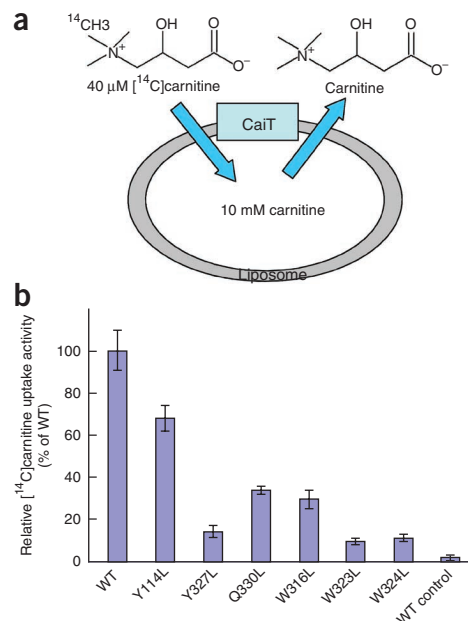 a
¹⁴CH3
OH
O
N⁺
O⁻
40 μM [¹⁴C]carnitine
OH
O
N⁺
O⁻
Carnitine
CaiT
10 mM carnitine
Liposome
b
Relative [¹⁴C]carnitine uptake activity
(% of WT)
100
80
60
40
20
0
WT
Y114L
Y327L
Q330L
W316L
W323L
W324L
WT control